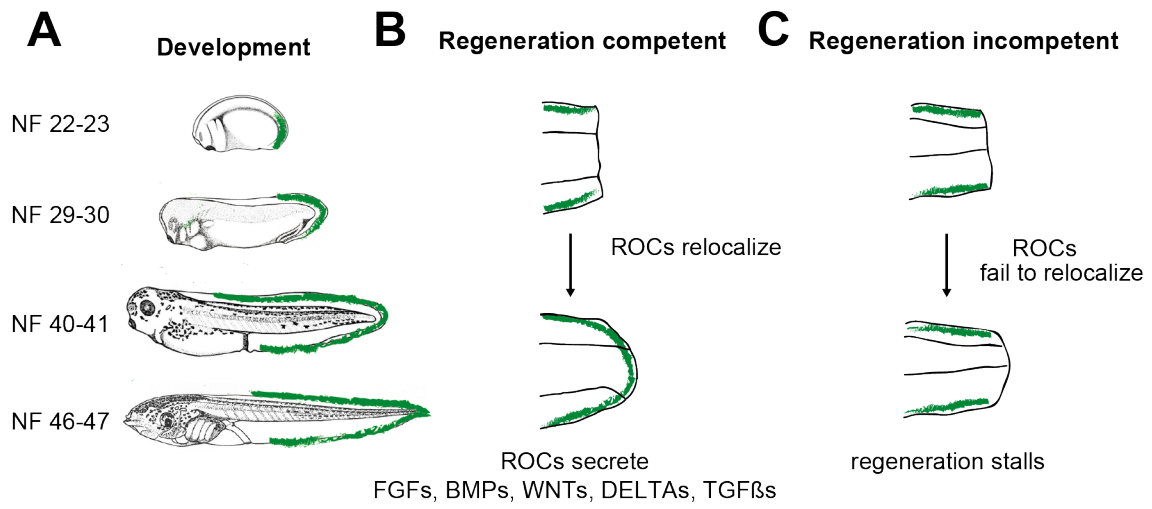 A
Development
NF 22-23
NF 29-30
NF 40-41
NF 46-47
B
Regeneration competent
ROCs relocalize
ROCs secrete
FGFs, BMPs, WNTs, DELTAs, TGFßs
C
Regeneration incompetent
ROCs
fail to relocalize
regeneration stalls